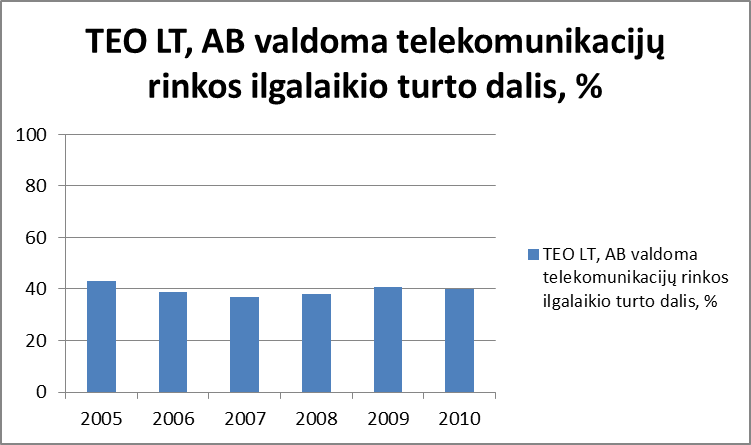 TEO LT, AB valdoma telekomunikacijų
rinkos ilgalaikio turto dalis, %
100
80
60
40
20
0
2005 2006 2007 2008 2009 2010
TEO LT, AB valdoma
telekomunikacijų rinkos
ilgalaikio turto dalis, %